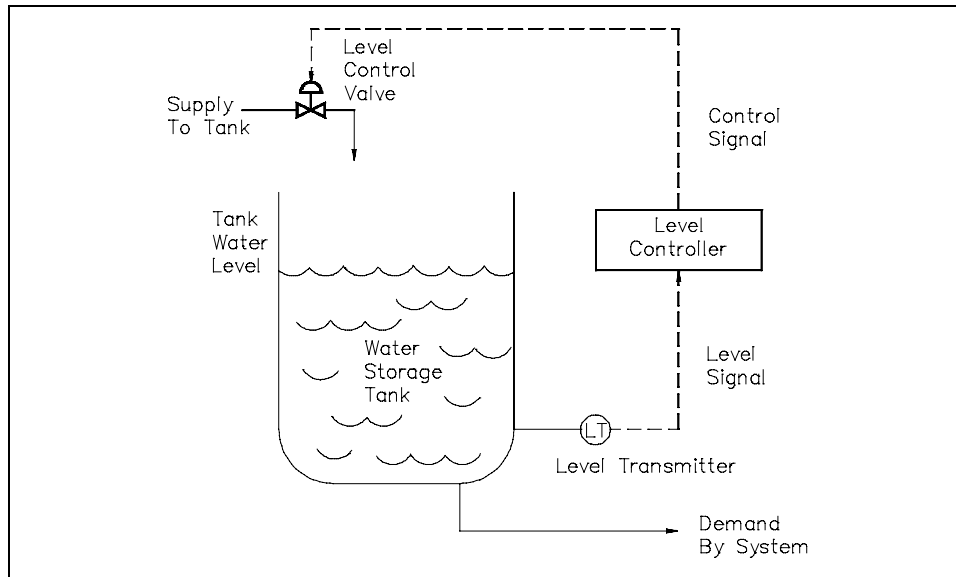 Level
Control
Valve
Supply
To Tank
Control
Signal
Tank
Water
Level
Level
Controller
Water
Storage
Tank
Level
Signal
LT
Level Transmitter
Demand
By System